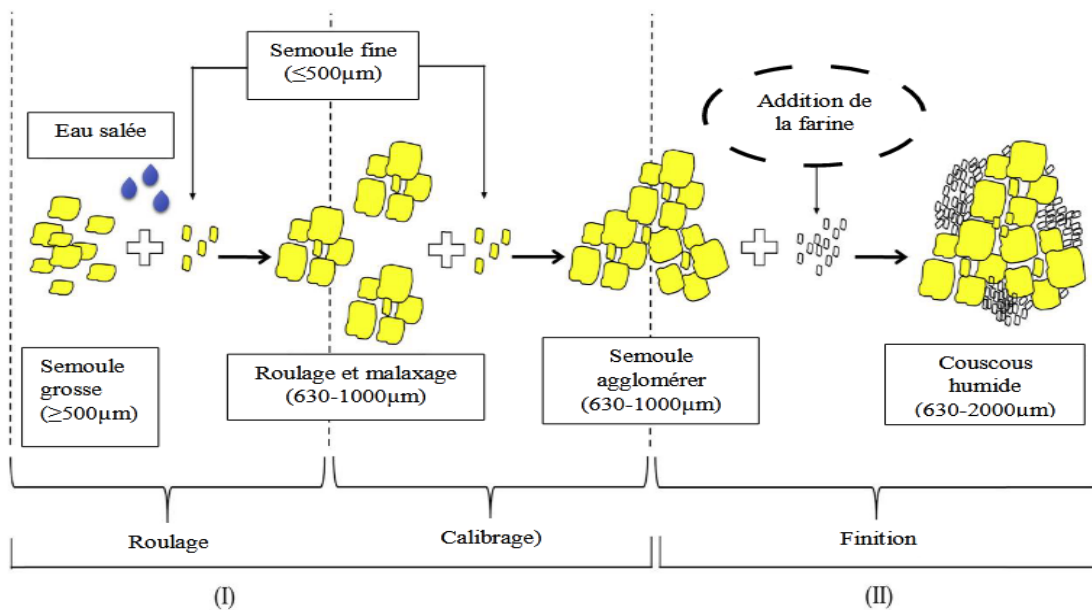 Semoule fine
(≤500µm)
Addition de
la farine
Eau salée
Semoule
grosse
(≥500µm)
Roulage et malaxage
(630-1000µm)
Semoule
agglomérer
(630-1000µm)
Couscous
humide
(630-2000µm)
Roulage
Calibrage)
Finition
(I)
(II)